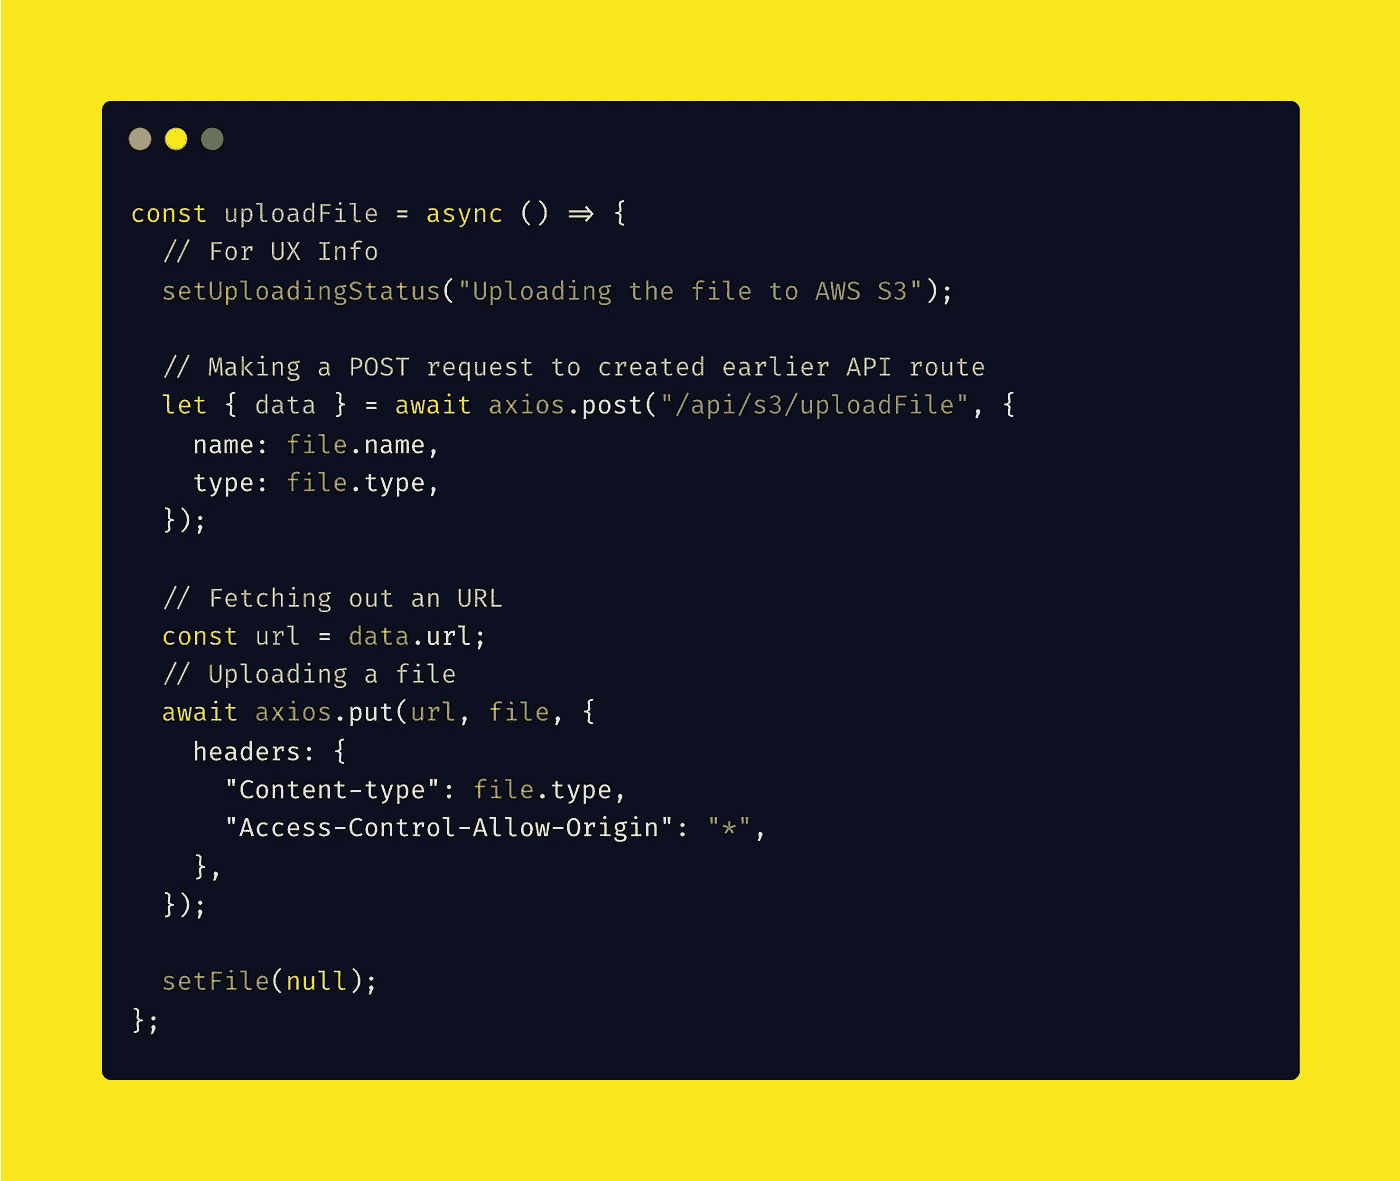 const uploadFile = async () => {
  // For UX Info
  setUploadingStatus("Uploading the file to AWS S3");

  // Making a POST request to created earlier API route
  let { data } = await axios.post("/api/s3/uploadFile", {
    name: file.name,
    type: file.type,
  });

  // Fetching out an URL
  const url = data.url;
  // Uploading a file
  await axios.put(url, file, {
    headers: {
      "Content-type": file.type,
      "Access-Control-Allow-Origin": "*",
    },
  });

  setFile(null);
};